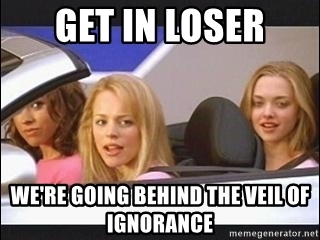 GET IN LOSER
WE'RE GOING BEHIND THE VEIL OF
IGNORANCE
memegenerator.net